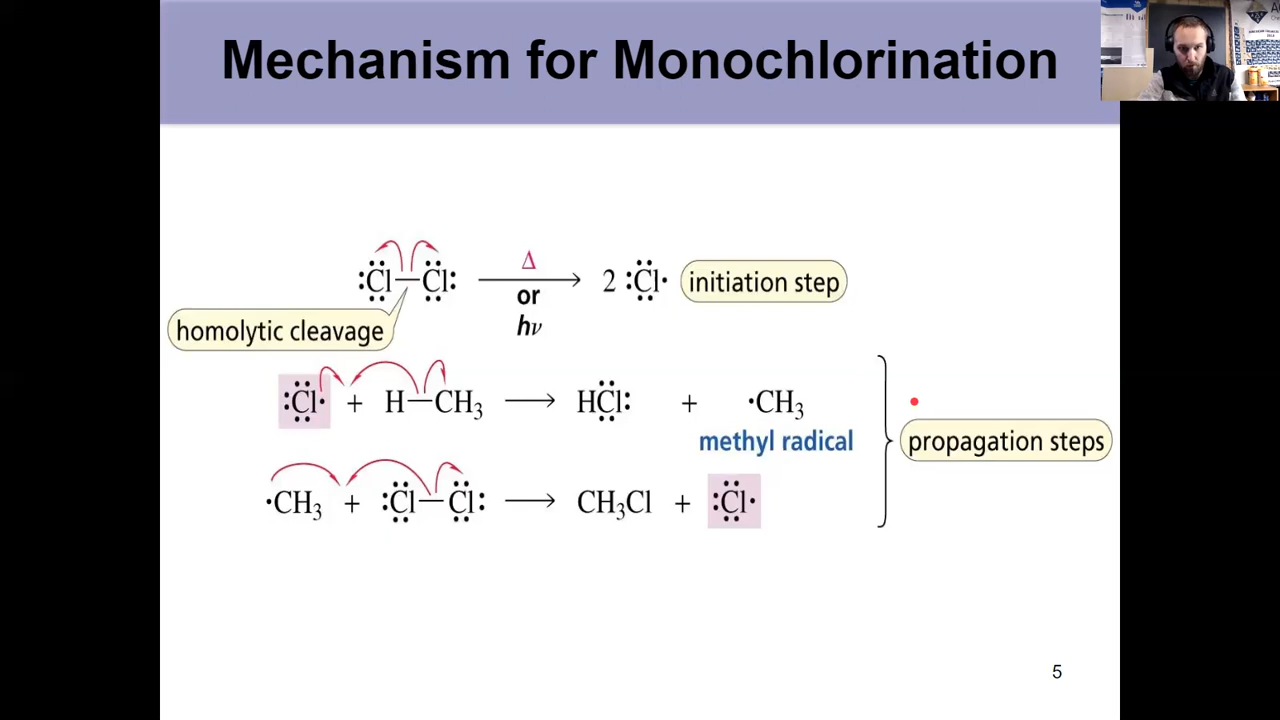 Mechanism for Monochlorination
:Cl—Cl: Δ or hν 2 :Cl· initiation step
homolytic cleavage
:Cl· + H—CH₃ ⟶ HCl: + ·CH₃
methyl radical
propagation steps
·CH₃ + :Cl—Cl: ⟶ CH₃Cl + :Cl·
5